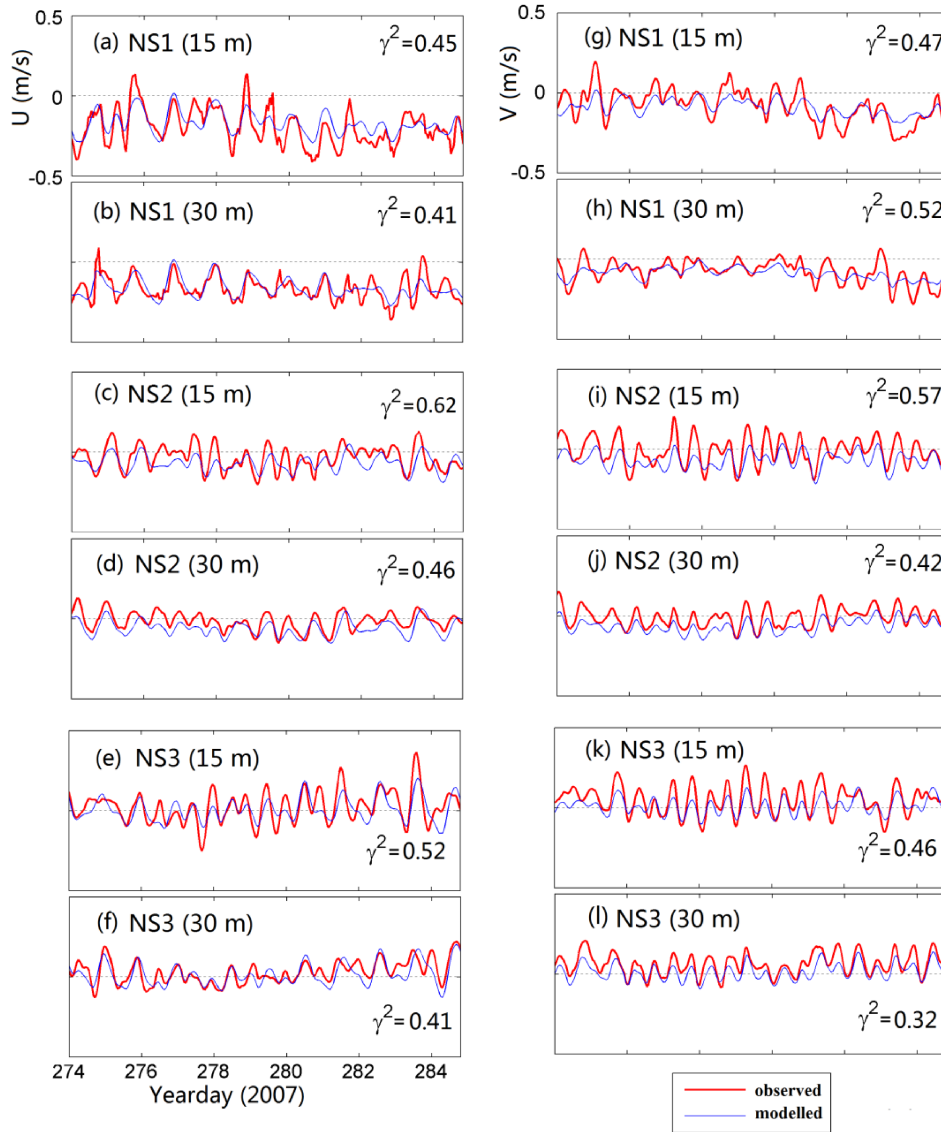 0.5
(a) NS1 (15 m)
γ²=0.45
U (m/s)
0
-0.5
(b) NS1 (30 m)
γ²=0.41
(c) NS2 (15 m)
γ²=0.62
(d) NS2 (30 m)
γ²=0.46
(e) NS3 (15 m)
γ²=0.52
(f) NS3 (30 m)
γ²=0.41
274 276 278 280 282 284
Yearday (2007)
0.5
(g) NS1 (15 m)
γ²=0.47
V (m/s)
0
-0.5
(h) NS1 (30 m)
γ²=0.52
(i) NS2 (15 m)
γ²=0.57
(j) NS2 (30 m)
γ²=0.42
(k) NS3 (15 m)
γ²=0.46
(l) NS3 (30 m)
γ²=0.32
observed
modelled